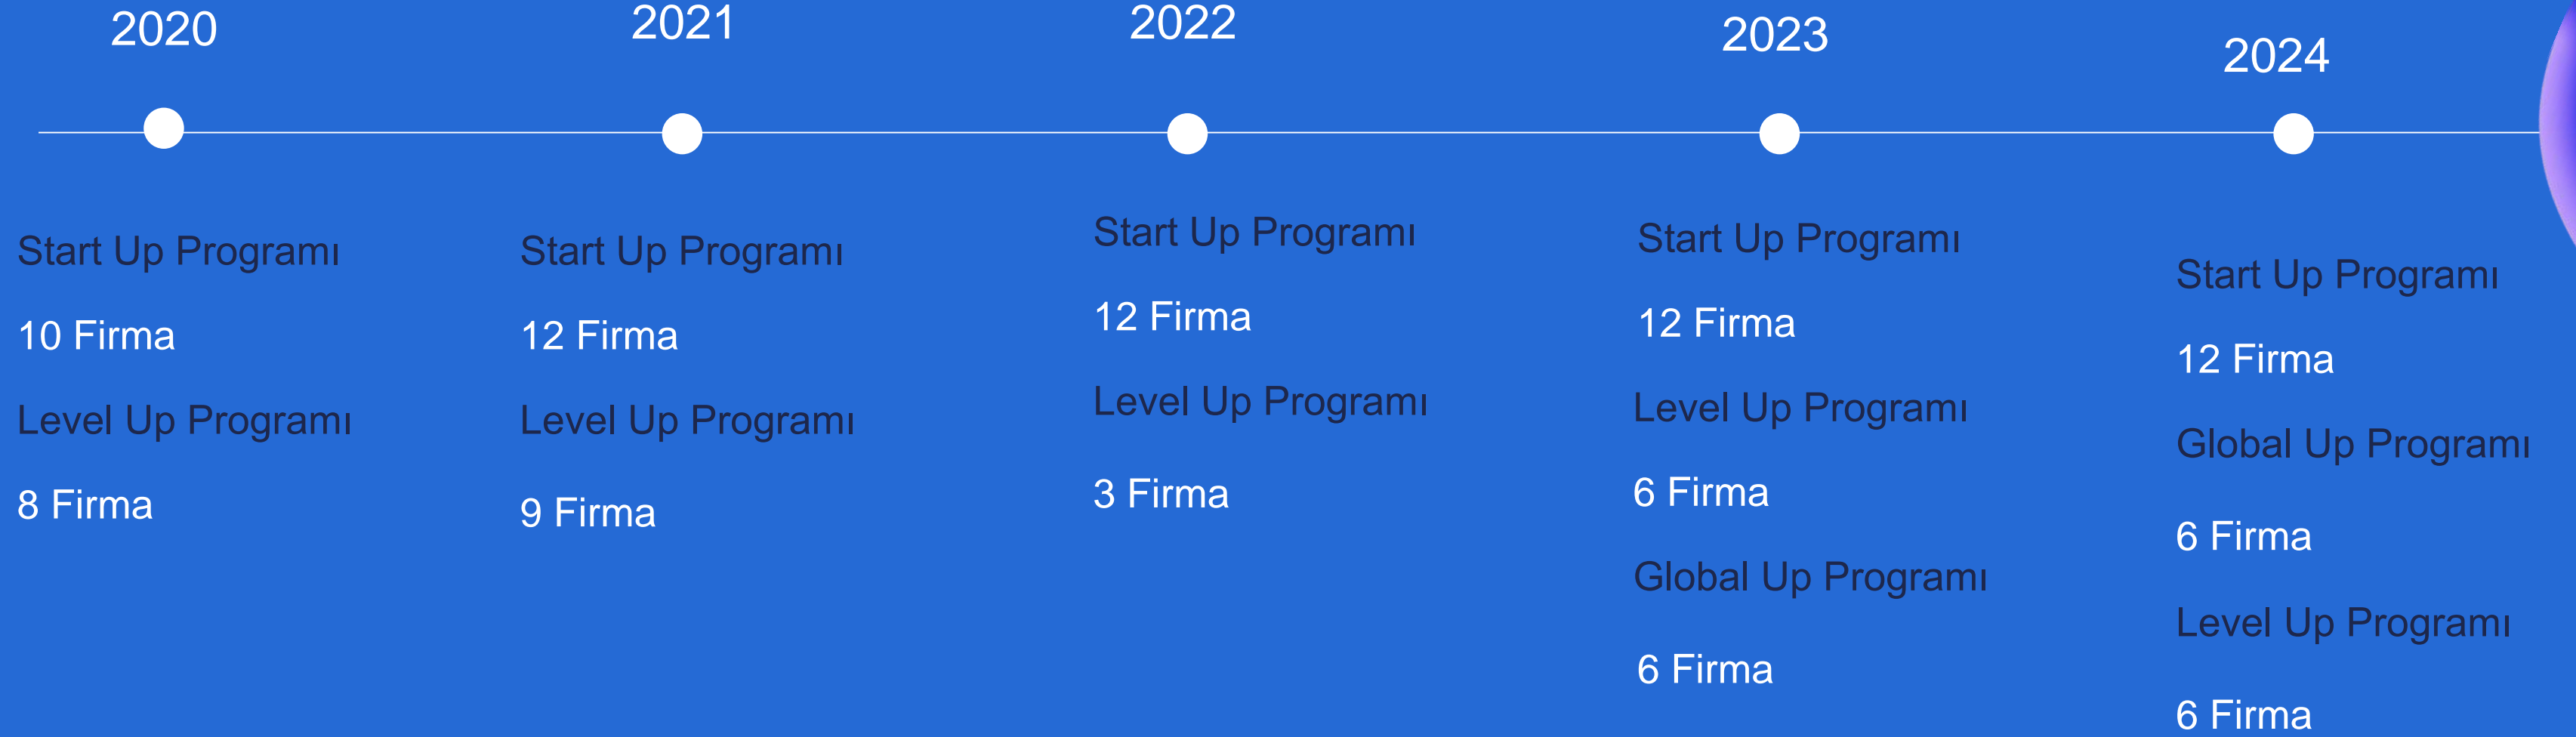 2020
Start Up Programı
10 Firma
Level Up Programı
8 Firma
2021
Start Up Programı
12 Firma
Level Up Programı
9 Firma
2022
Start Up Programı
12 Firma
Level Up Programı
3 Firma
2023
Start Up Programı
12 Firma
Level Up Programı
6 Firma
Global Up Programı
6 Firma
2024
Start Up Programı
12 Firma
Global Up Programı
6 Firma
Level Up Programı
6 Firma